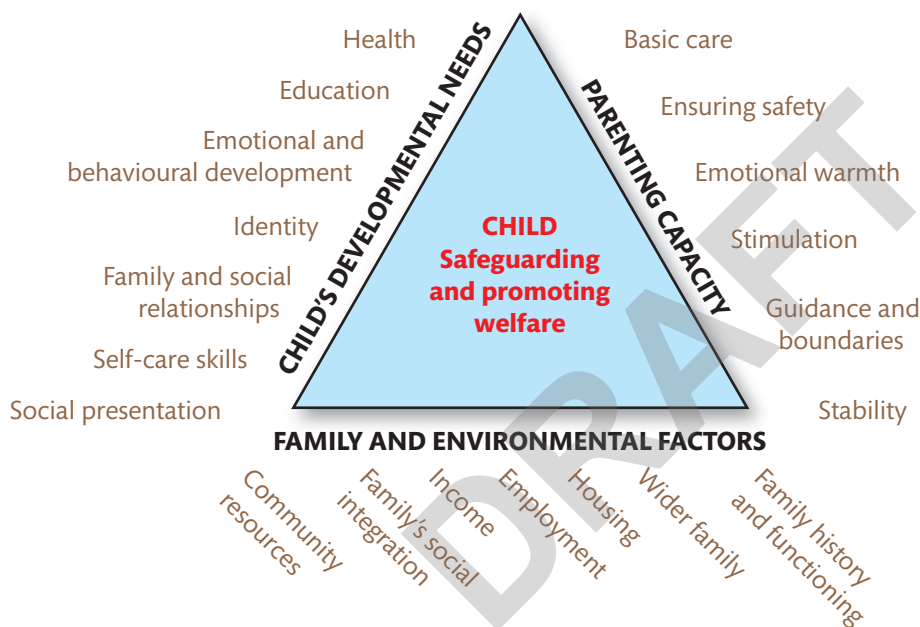 Health
Education
Emotional and
behavioural development
Identity
Family and social
relationships
Self-care skills
Social presentation
CHILD'S DEVELOPMENTAL NEEDS
CHILD
Safeguarding
and promoting
welfare
PARENTING CAPACITY
Basic care
Ensuring safety
Emotional warmth
Stimulation
Guidance and
boundaries
Stability
FAMILY AND ENVIRONMENTAL FACTORS
Community
resources
Family's social
integration
Income
Employment
Housing
Wider family
Family history
and functioning
DRAFT